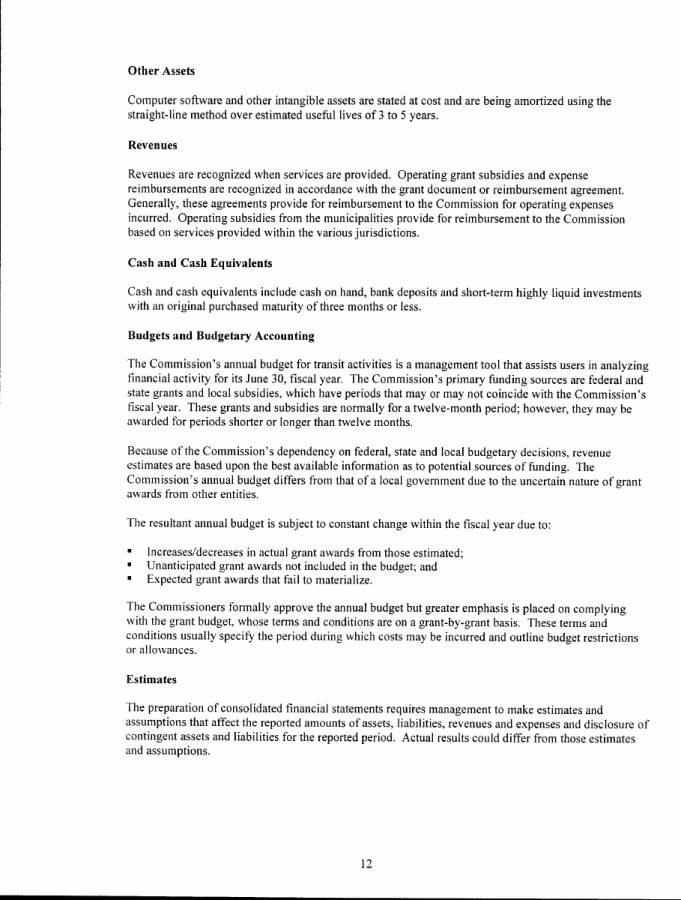 Other Assets
Computer software and other intangible assets are stated at cost and are being amortized using the
straight-line method over estimated useful lives of 3 to 5 years.
Revenues
Revenues are recognized when services are provided. Operating grant subsidies and expense
reimbursements are recognized in accordance with the grant document or reimbursement agreement.
Generally, these agreements provide for reimbursement to the Commission for operating expenses
incurred. Operating subsidies from the municipalities provide for reimbursement to the Commission
based on services provided within the various jurisdictions.
Cash and Cash Equivalents
Cash and cash equivalents include cash on hand, bank deposits and short-term highly liquid investments
with an original purchased maturity of three months or less.
Budgets and Budgetary Accounting
The Commission's annual budget for transit activities is a management tool that assists users in analyzing
financial activity for its June 30, fiscal year. The Commission's primary funding sources are federal and
state grants and local subsidies, which have periods that may or may not coincide with the Commission's
fiscal year. These grants and subsidies are normally for a twelve-month period; however, they may be
awarded for periods shorter or longer than twelve months.
Because of the Commission's dependency on federal, state and local budgetary decisions, revenue
estimates are based upon the best available information as to potential sources of funding. The
Commission's annual budget differs from that of a local government due to the uncertain nature of grant
awards from other entities.
The resultant annual budget is subject to constant change within the fiscal year due to:
▪ Increases/decreases in actual grant awards from those estimated;
▪ Unanticipated grant awards not included in the budget; and
▪ Expected grant awards that fail to materialize.
The Commissioners formally approve the annual budget but greater emphasis is placed on complying
with the grant budget, whose terms and conditions are on a grant-by-grant basis. These terms and
conditions usually specify the period during which costs may be incurred and outline budget restrictions
or allowances.
Estimates
The preparation of consolidated financial statements requires management to make estimates and
assumptions that affect the reported amounts of assets, liabilities, revenues and expenses and disclosure of
contingent assets and liabilities for the reported period. Actual results could differ from those estimates
and assumptions.
12